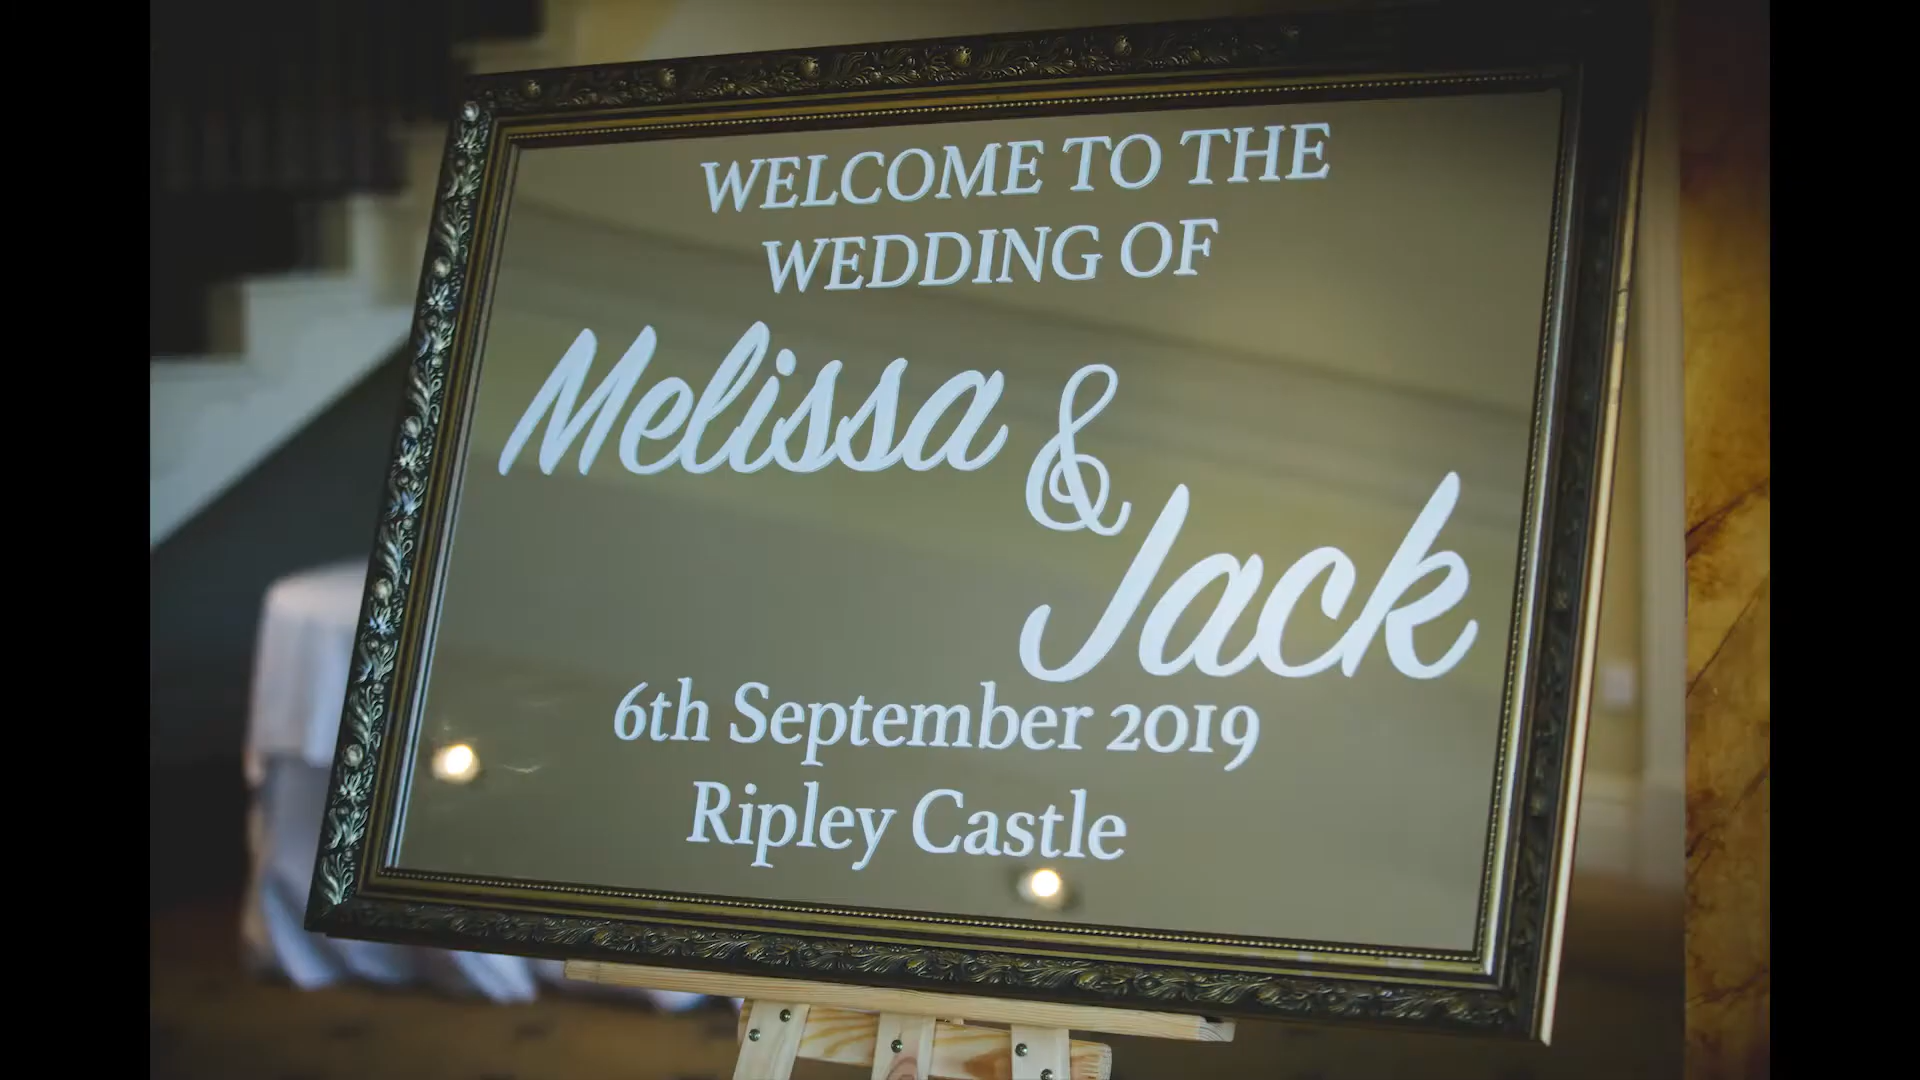 WELCOME TO THE
WEDDING OF
Melissa
&
Jack
6th September 2019
Ripley Castle